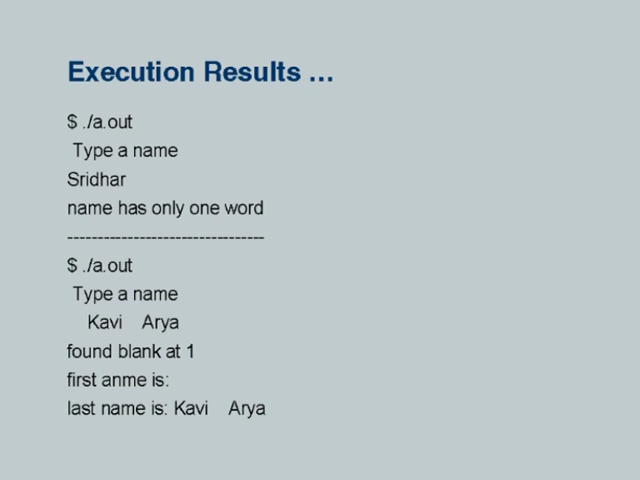 Execution Results …
$ ./a.out
Type a name
Sridhar
name has only one word
---------------------------------
$ ./a.out
Type a name
Kavi    Arya
found blank at 1
first anme is:
last name is: Kavi    Arya